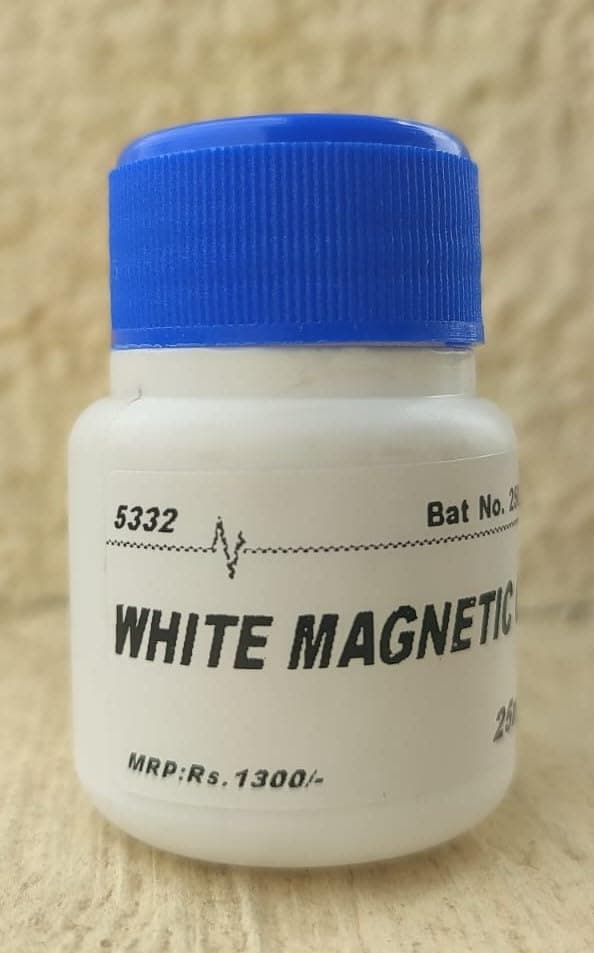 5332
Bat No.
WHITE MAGNETIC
MRP:Rs.1300/-